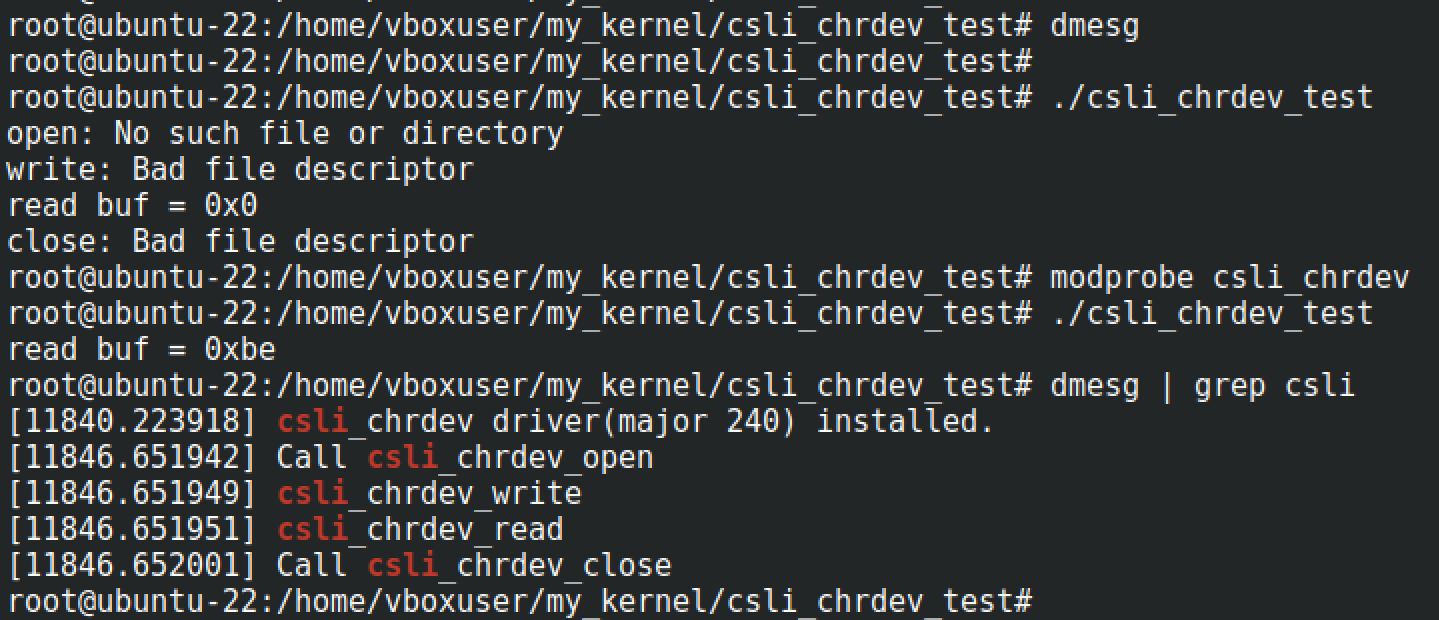 root@ubuntu-22:/home/vboxuser/my_kernel/csli_chrdev_test# dmesg
root@ubuntu-22:/home/vboxuser/my_kernel/csli_chrdev_test#
root@ubuntu-22:/home/vboxuser/my_kernel/csli_chrdev_test# ./csli_chrdev_test
open: No such file or directory
write: Bad file descriptor
read buf = 0x0
close: Bad file descriptor
root@ubuntu-22:/home/vboxuser/my_kernel/csli_chrdev_test# modprobe csli_chrdev
root@ubuntu-22:/home/vboxuser/my_kernel/csli_chrdev_test# ./csli_chrdev_test
read buf = 0xbe
root@ubuntu-22:/home/vboxuser/my_kernel/csli_chrdev_test# dmesg | grep csli
[11840.223918] csli_chrdev driver(major 240) installed.
[11846.651942] Call csli_chrdev_open
[11846.651949] csli_chrdev_write
[11846.651951] csli_chrdev_read
[11846.652001] Call csli_chrdev_close
root@ubuntu-22:/home/vboxuser/my_kernel/csli_chrdev_test#